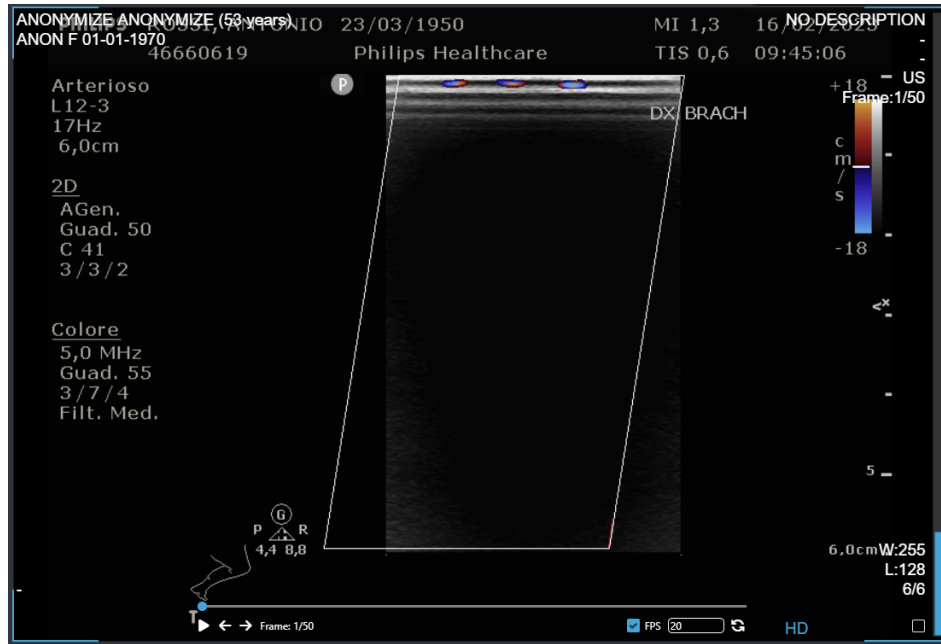 ANONYMIZE ANONYMIZE (53 years)
23/03/1950
MI 1,3
16/02/2023
NO DESCRIPTION
ANON F 01-01-1970
46660619
Philips Healthcare
TIS 0,6
09:45:06
US
Frame:1/50
Arterioso
L12-3
17Hz
6,0cm
P
DX BRACH
+18
c
m
/
s
-18
2D
AGen.
Guad. 50
C 41
3/3/2
Colore
5,0 MHz
Guad. 55
3/7/4
Filt. Med.
5
G
P R
4,4 8,8
6,0cm
W:255
L:128
6/6
T
Frame: 1/50
FPS
20
HD